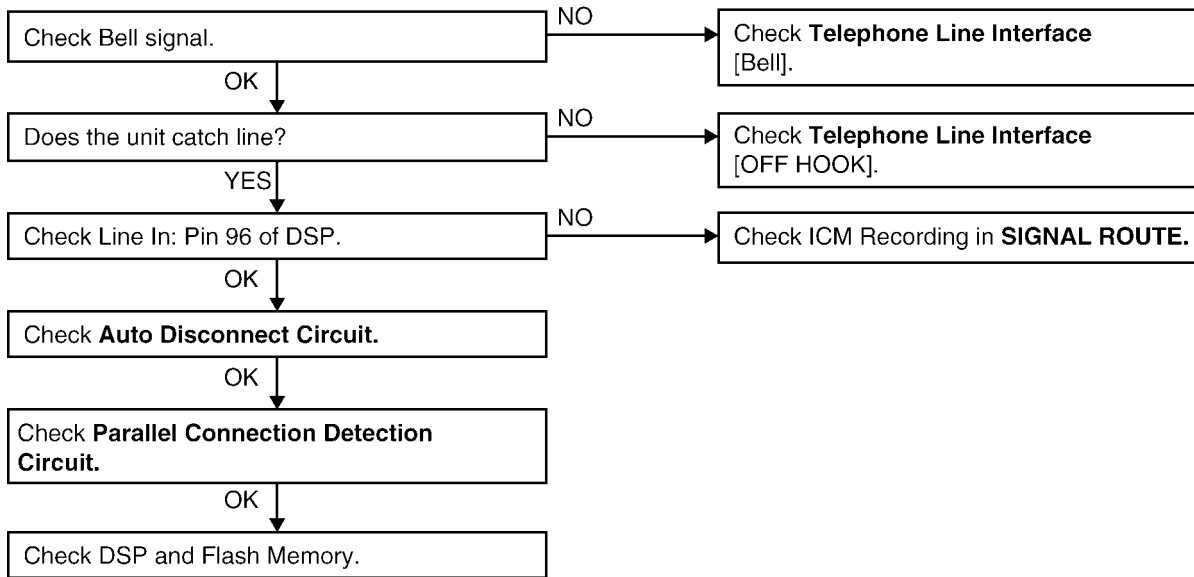 Check Bell signal.
NO
Check Telephone Line Interface
[Bell].
OK
Does the unit catch line?
NO
Check Telephone Line Interface
[OFF HOOK].
YES
Check Line In: Pin 96 of DSP.
NO
Check ICM Recording in SIGNAL ROUTE.
OK
Check Auto Disconnect Circuit.
OK
Check Parallel Connection Detection
Circuit.
OK
Check DSP and Flash Memory.